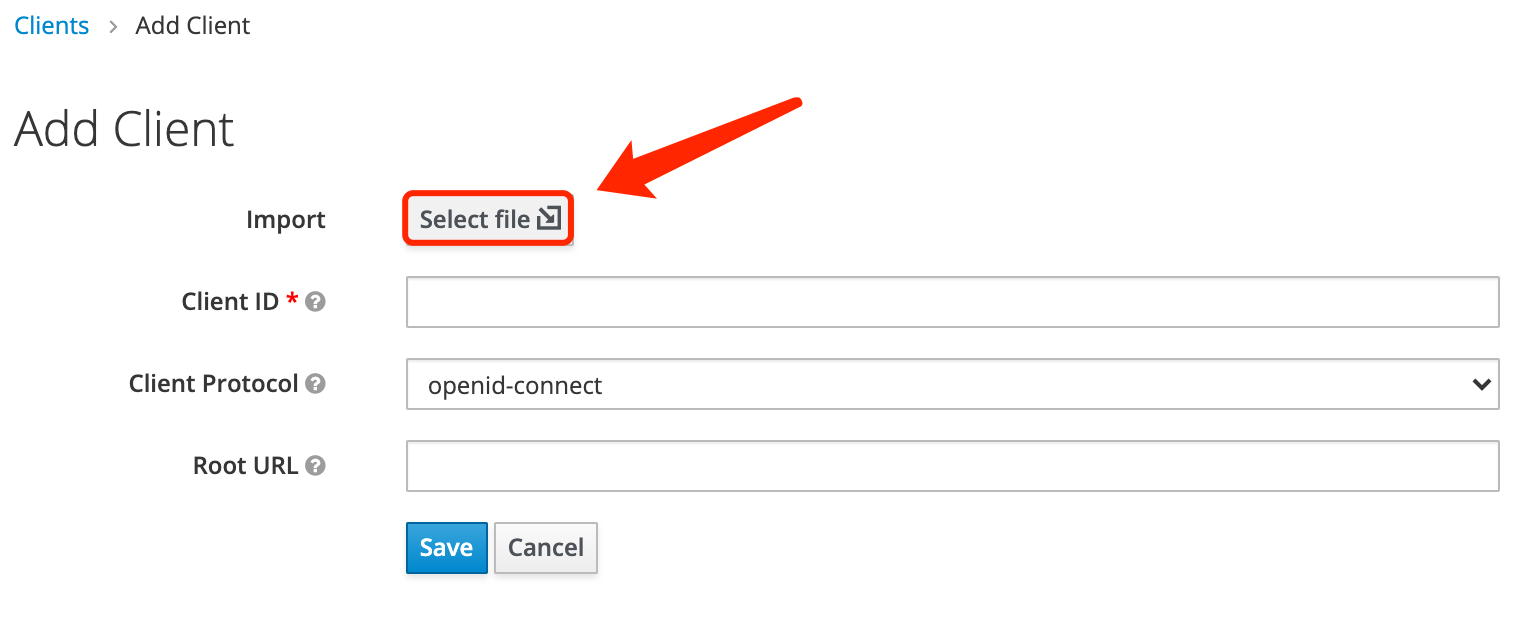 Clients > Add Client
Add Client
Import Select file
Client ID *
Client Protocol openid-connect
Root URL
Save Cancel